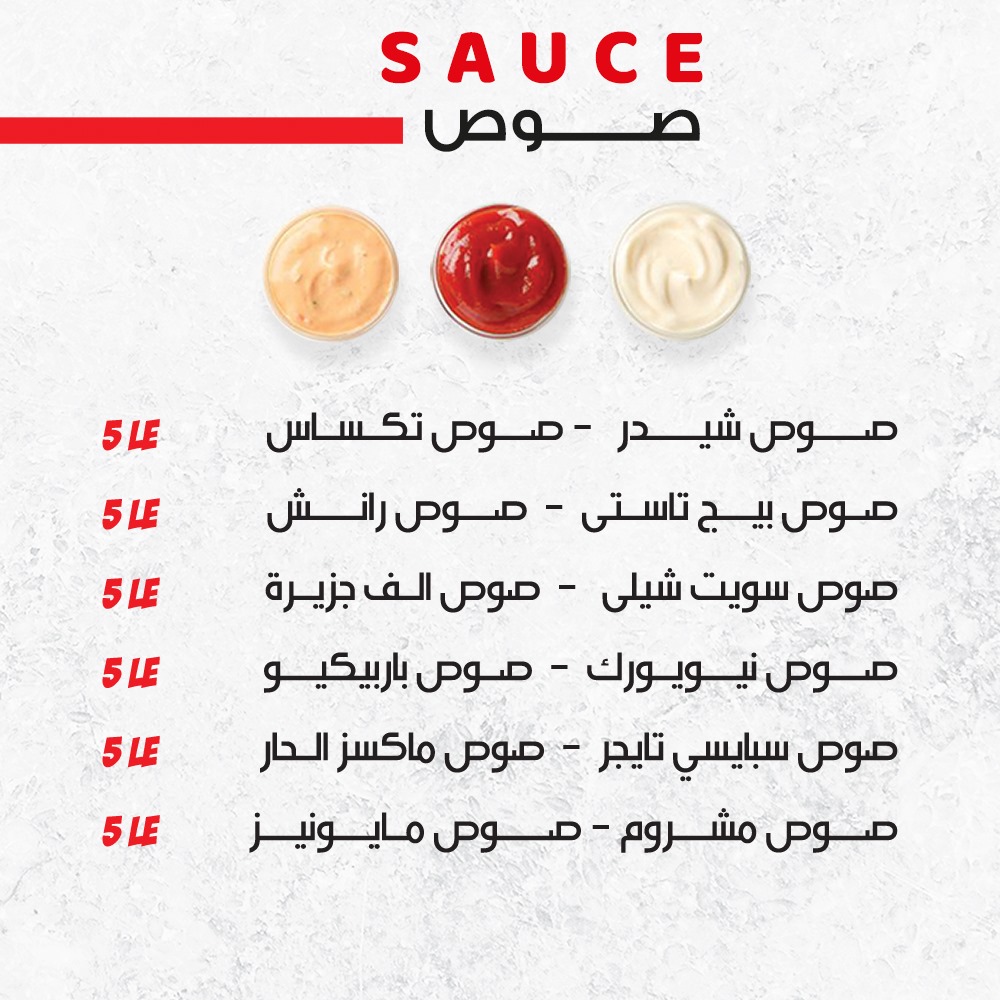 SAUCE
صوص
صوص شيدر - صوص تكساس 5 LE
صوص بيج تاستى - صوص رانش 5 LE
صوص سويت شيلى - صوص الف جزيرة 5 LE
صوص نيويورك - صوص باربيكيو 5 LE
صوص سبايسي تايجر - صوص ماكسز الحار 5 LE
صوص مشروم - صوص مايونيز 5 LE